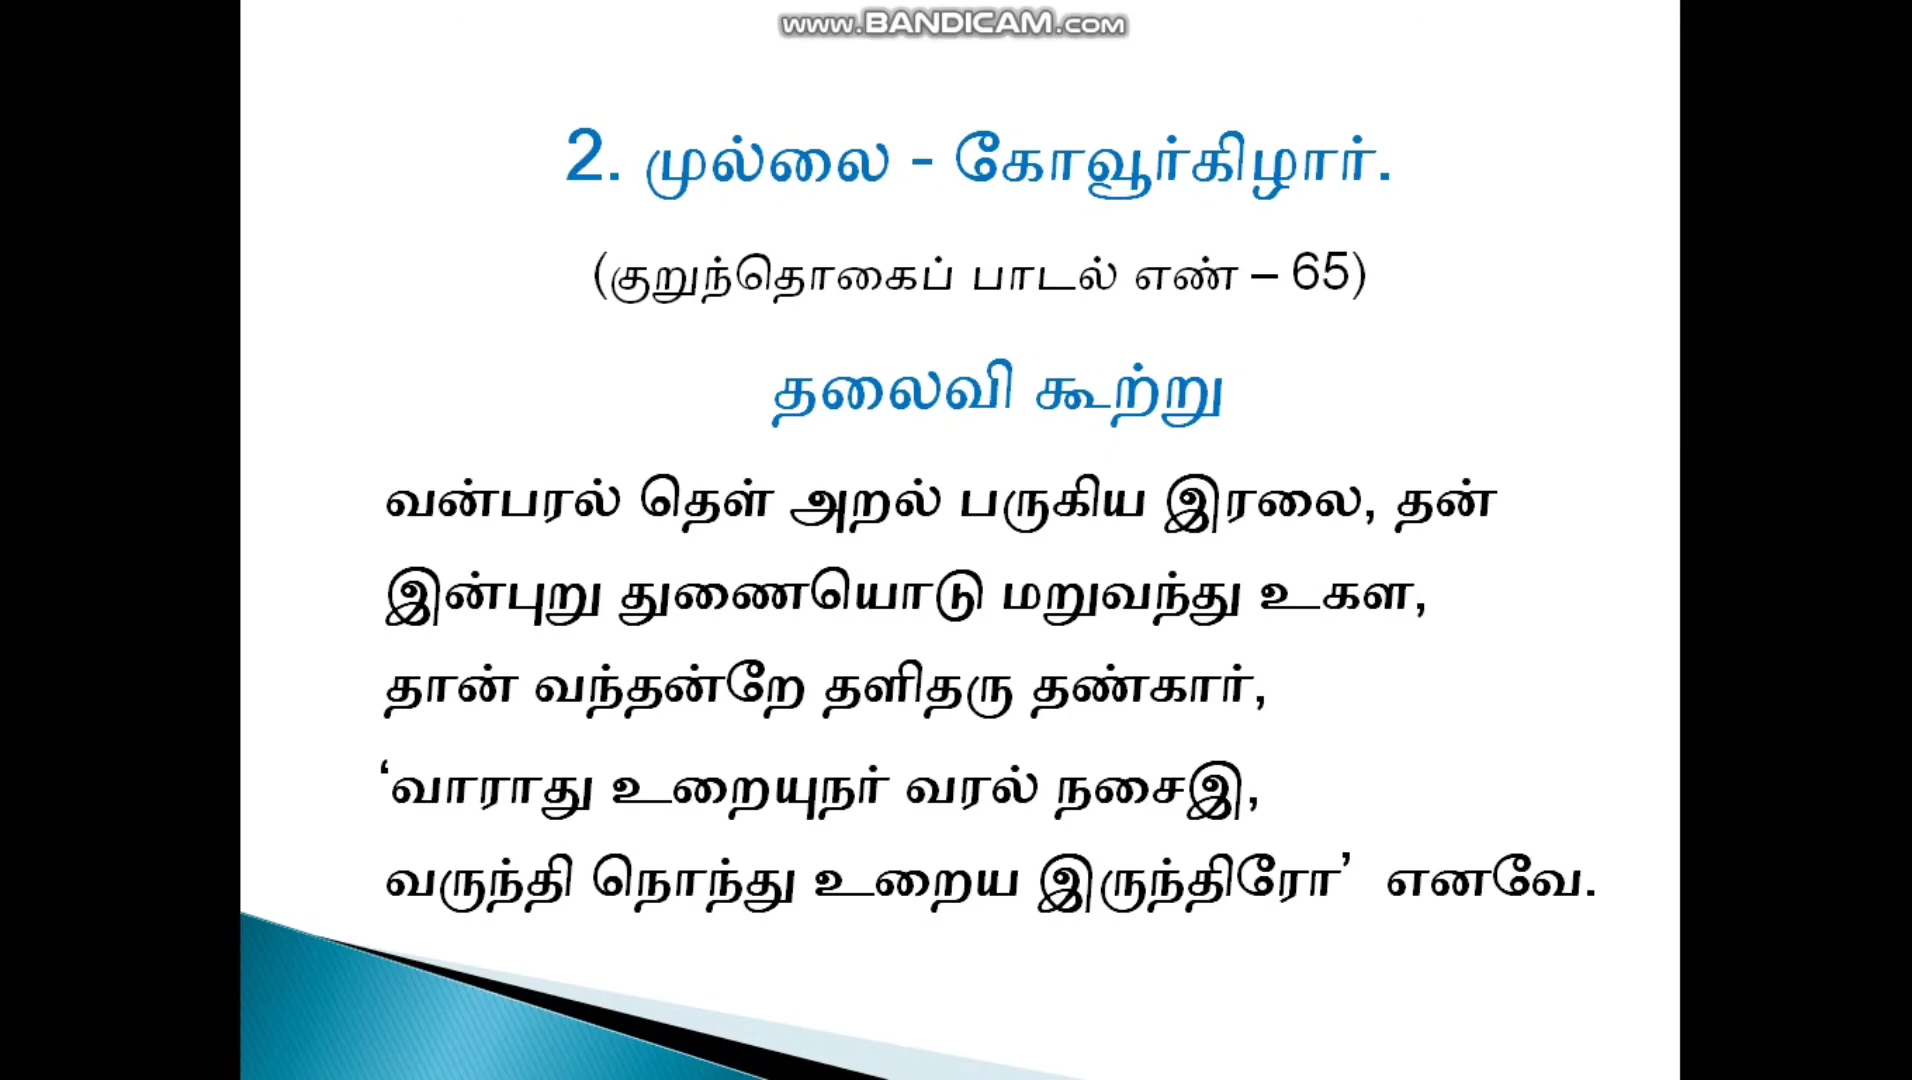 www.BANDICAM.com
2. முல்லை - கோவூர்கிழார்.
(குறுந்தொகைப் பாடல் எண் – 65)
தலைவி கூற்று
வன்பரல் தெள் அறல் பருகிய இரலை, தன்
இன்புறு துணையொடு மறுவந்து உகள,
தான் வந்தன்றே தளிதரு தண்கார்,
‘வாராது உறையுநர் வரல் நசைஇ,
வருந்தி நொந்து உறைய இருந்திரோ’ எனவே.